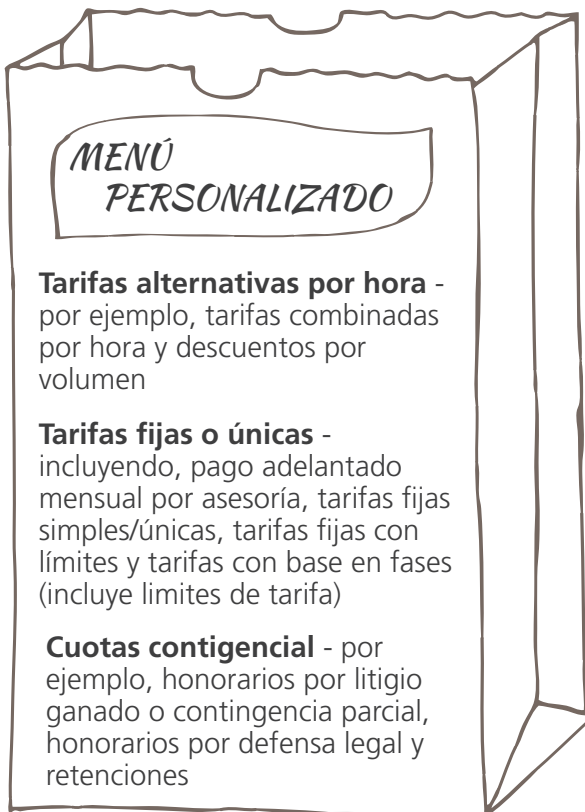 MENÚ
PERSONALIZADO
Tarifas alternativas por hora -
por ejemplo, tarifas combinadas
por hora y descuentos por
volumen
Tarifas fijas o únicas -
incluyendo, pago adelantado
mensual por asesoría, tarifas fijas
simples/únicas, tarifas fijas con
límites y tarifas con base en fases
(incluye limites de tarifa)
Cuotas contigencial - por
ejemplo, honorarios por litigio
ganado o contingencia parcial,
honorarios por defensa legal y
retenciones